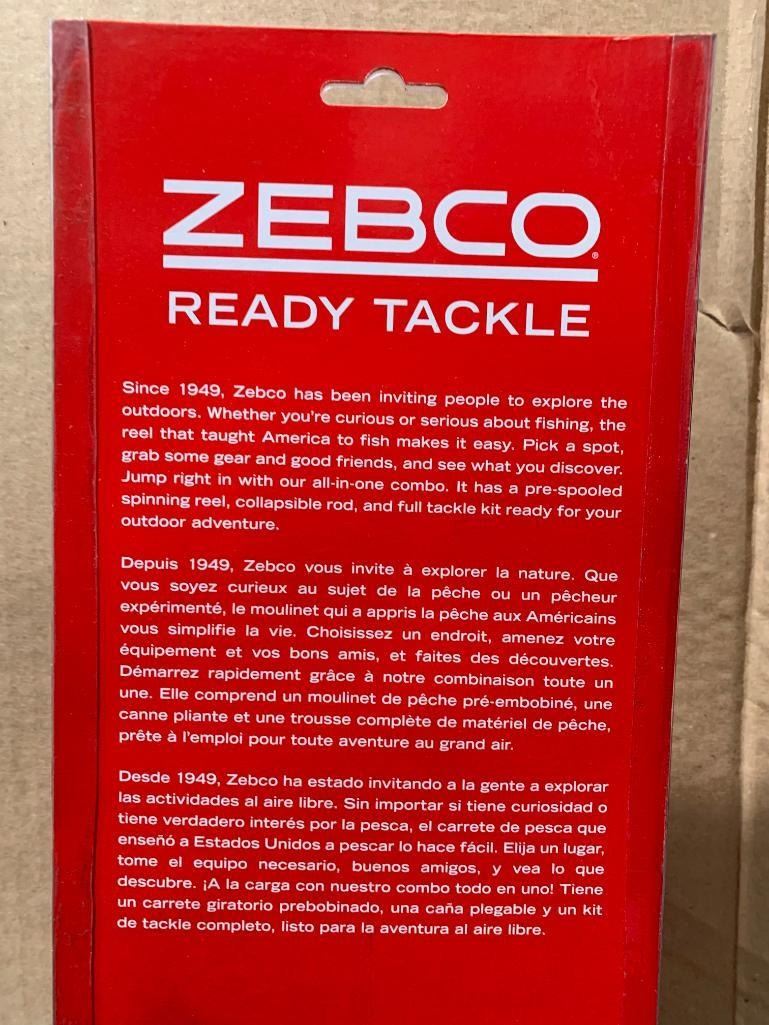 ZEBCO®
READY TACKLE
Since 1949, Zebco has been inviting people to explore the
outdoors. Whether you're curious or serious about fishing, the
reel that taught America to fish makes it easy. Pick a spot,
grab some gear and good friends, and see what you discover.
Jump right in with our all-in-one combo. It has a pre-spooled
spinning reel, collapsible rod, and full tackle kit ready for your
outdoor adventure.
Depuis 1949, Zebco vous invite à explorer la nature. Que
vous soyez curieux au sujet de la pêche ou un pêcheur
expérimenté, le moulinet qui a appris la pêche aux Américains
vous simplifie la vie. Choisissez un endroit, amenez votre
équipement et vos bons amis, et faites des découvertes.
Démarrez rapidement grâce à notre combinaison toute un
une. Elle comprend un moulinet de pêche pré-embobiné, une
canne pliante et une trousse complète de matériel de pêche,
prête à l'emploi pour toute aventure au grand air.
Desde 1949, Zebco ha estado invitando a la gente a explorar
las actividades al aire libre. Sin importar si tiene curiosidad o
tiene verdadero interés por la pesca, el carrete de pesca que
enseñó a Estados Unidos a pescar lo hace fácil. Elija un lugar,
tome el equipo necesario, buenos amigos, y vea lo que
descubre. ¡A la carga con nuestro combo todo en uno! Tiene
un carrete giratorio prebobinado, una caña plegable y un kit
de tackle completo, listo para la aventura al aire libre.